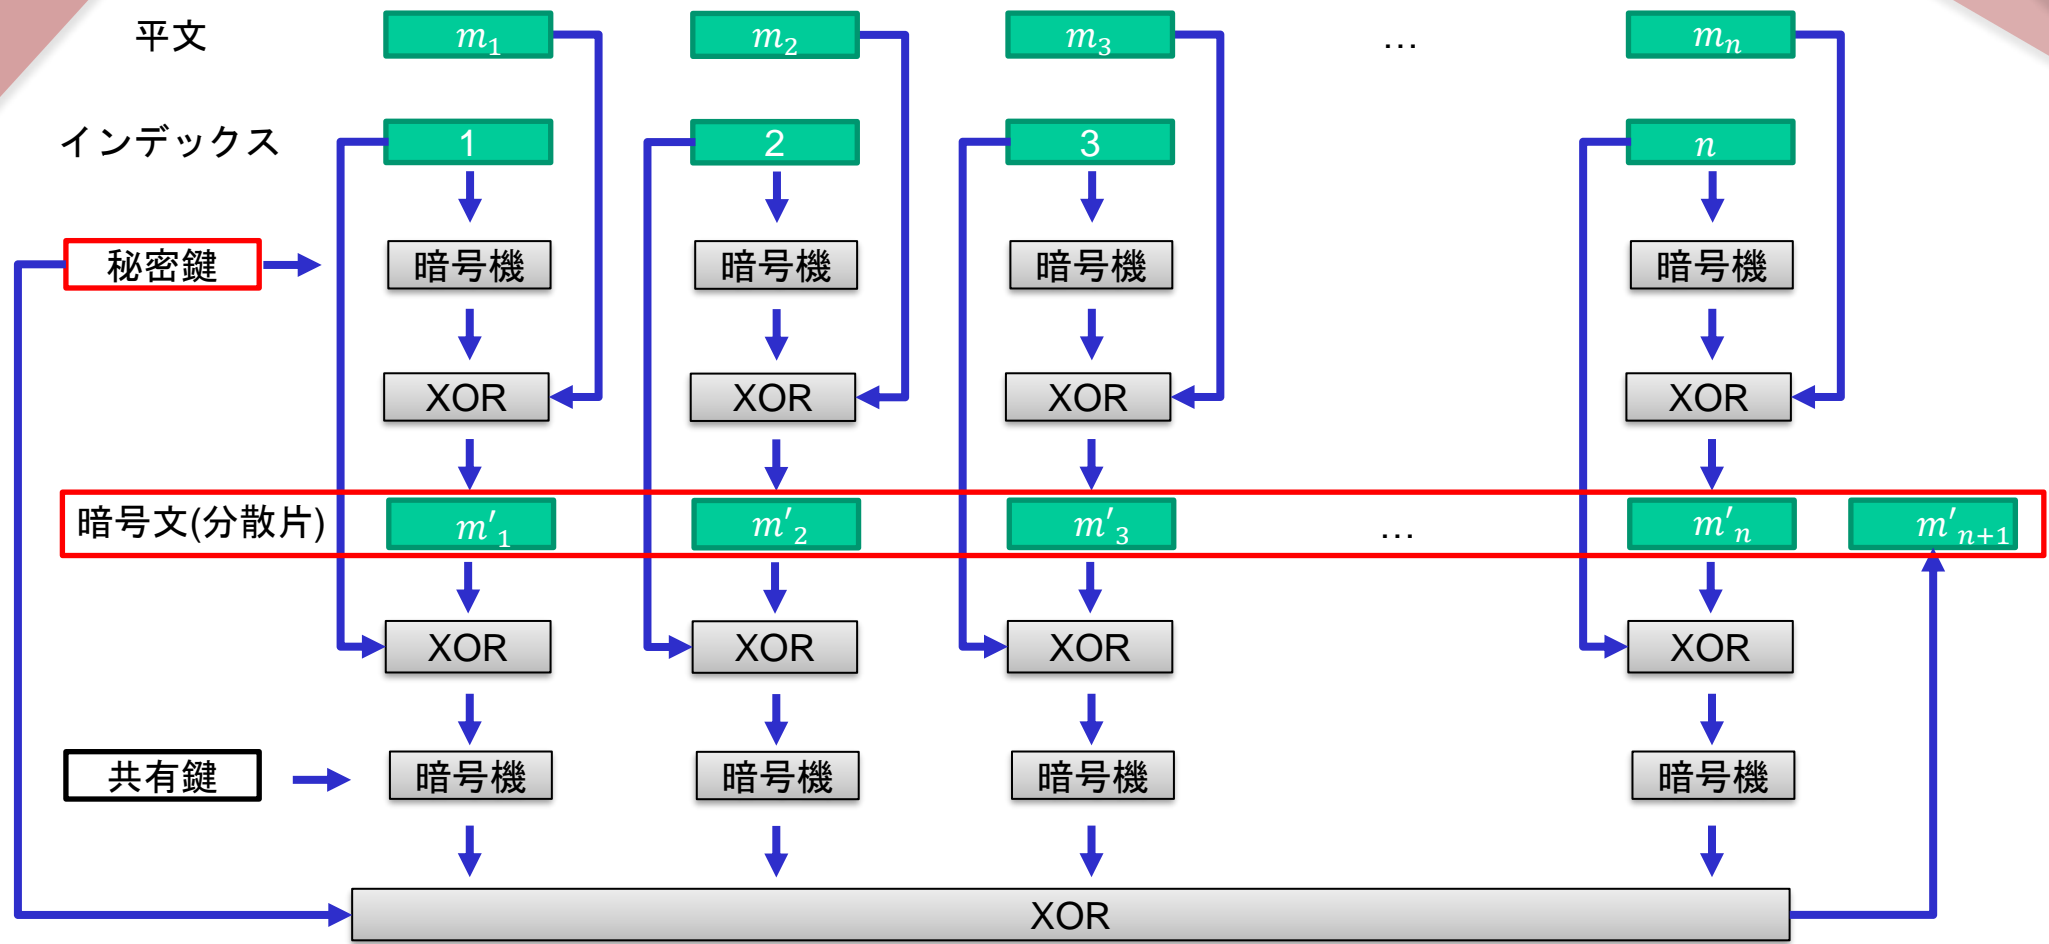 平文 m₁ m₂ m₃ … mₙ
インデックス 1 2 3 n
秘密鍵 暗号機 暗号機 暗号機 暗号機
XOR XOR XOR XOR
暗号文(分散片) m′₁ m′₂ m′₃ … m′ₙ m′ₙ₊₁
XOR XOR XOR XOR
共有鍵 暗号機 暗号機 暗号機 暗号機
XOR